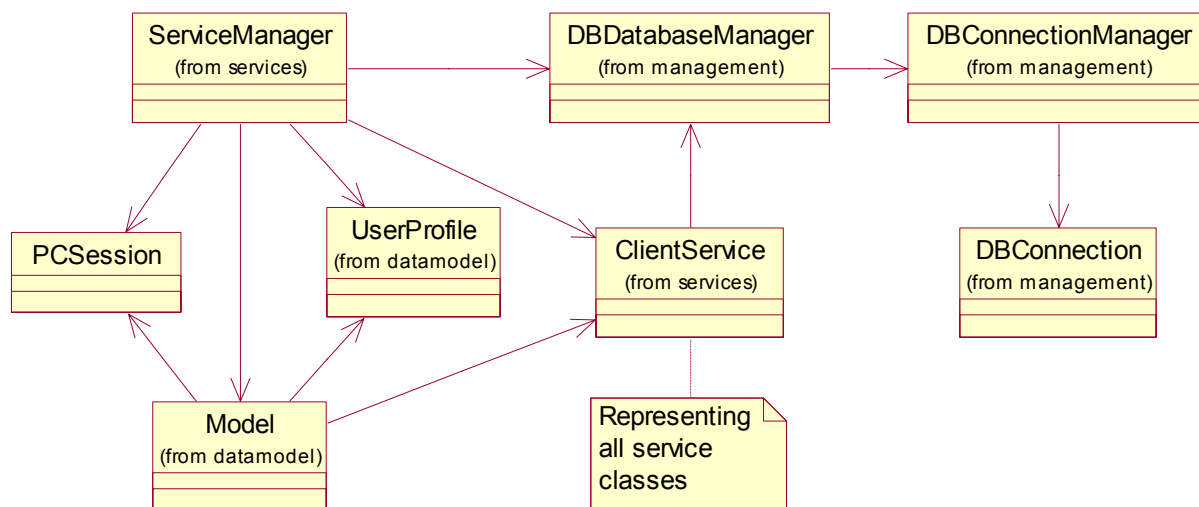 ServiceManager
(from services)
DBDatabaseManager
(from management)
DBConnectionManager
(from management)
PCSession
UserProfile
(from datamodel)
ClientService
(from services)
DBConnection
(from management)
Model
(from datamodel)
Representing
all service
classes